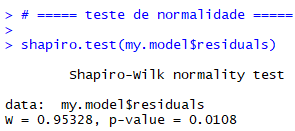 > # ===== teste de normalidade =====
>
> shapiro.test(my.model$residuals)
Shapiro-Wilk normality test
data:  my.model$residuals
W = 0.95328, p-value = 0.0108